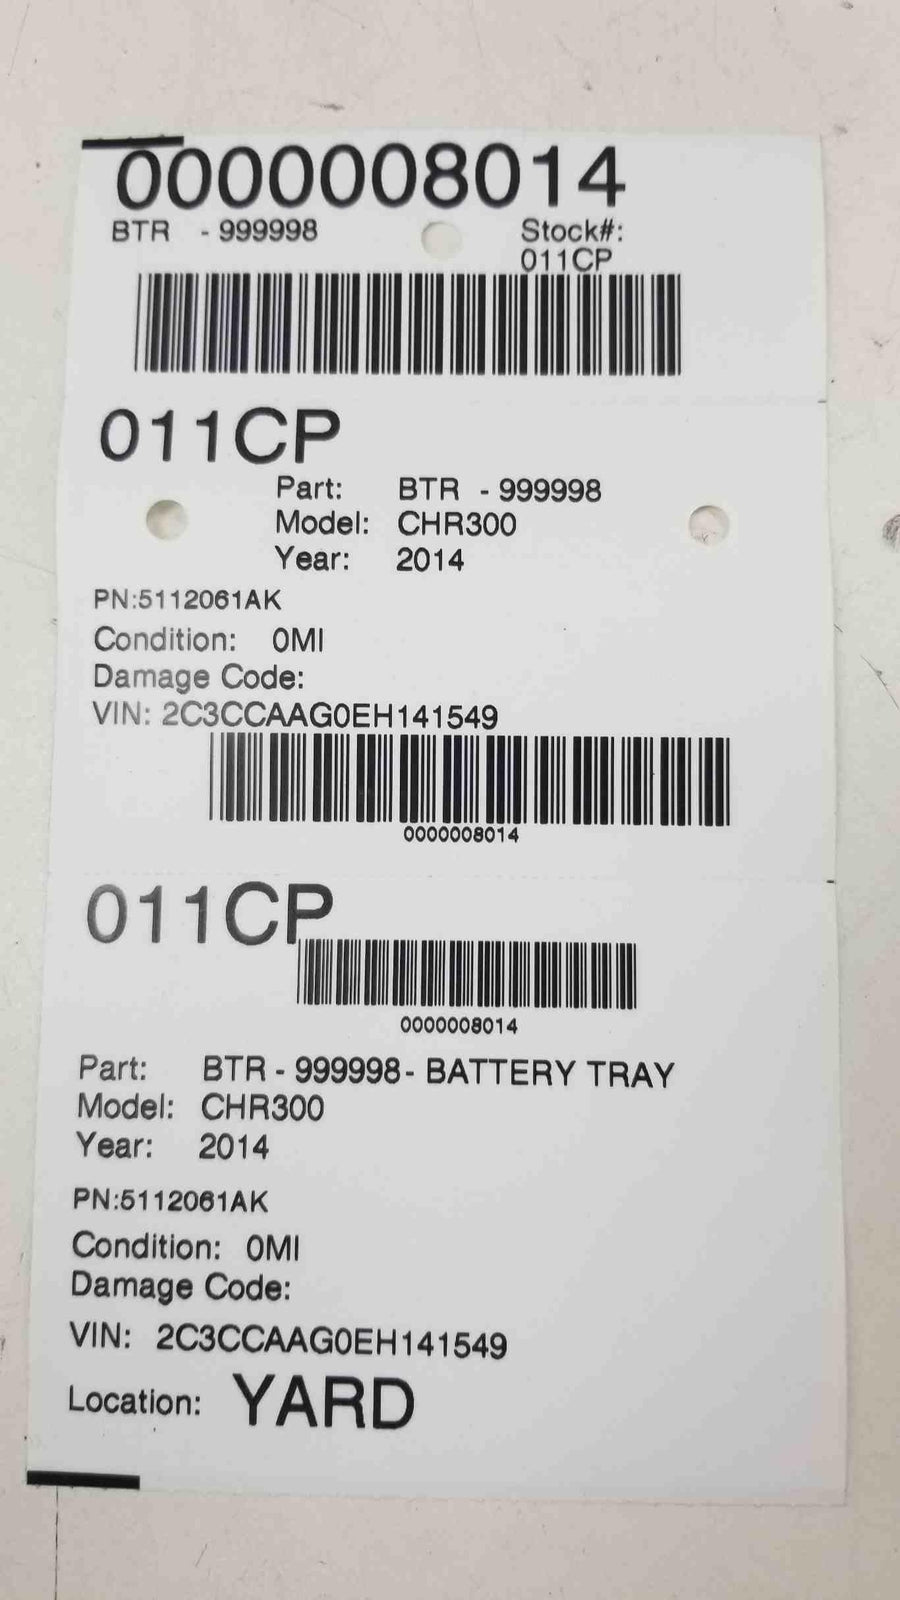 0000008014
BTR - 999998 Stock#:
011CP
011CP
Part: BTR - 999998
Model: CHR300
Year: 2014
PN:5112061AK
Condition: 0MI
Damage Code:
VIN: 2C3CCAAG0EH141549
0000008014
011CP
0000008014
Part: BTR - 999998- BATTERY TRAY
Model: CHR300
Year: 2014
PN:5112061AK
Condition: 0MI
Damage Code:
VIN: 2C3CCAAG0EH141549
Location: YARD